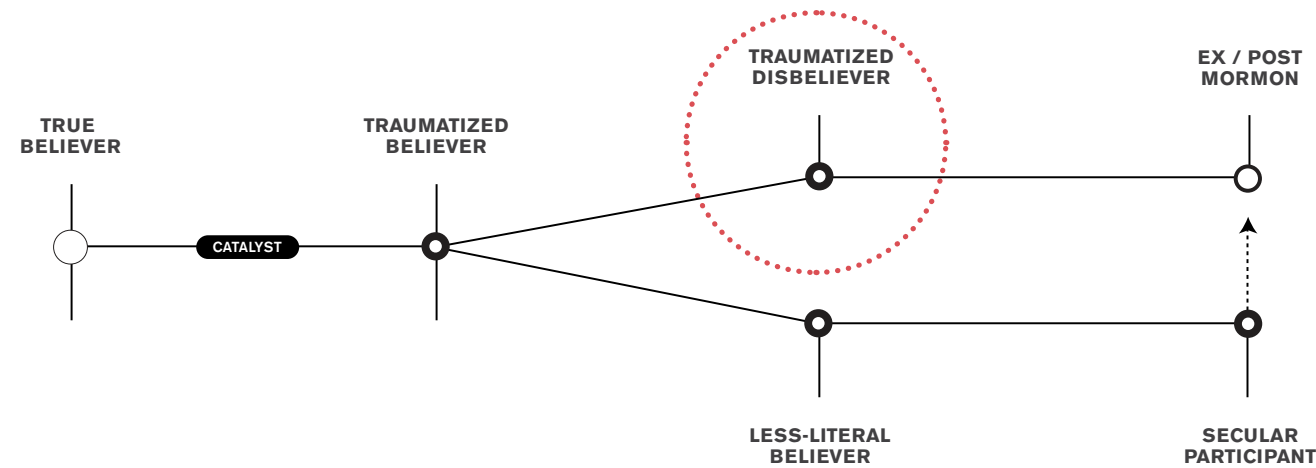 TRUE
BELIEVER
CATALYST
TRAUMATIZED
BELIEVER
TRAUMATIZED
DISBELIEVER
EX / POST
MORMON
LESS-LITERAL
BELIEVER
SECULAR
PARTICIPANT